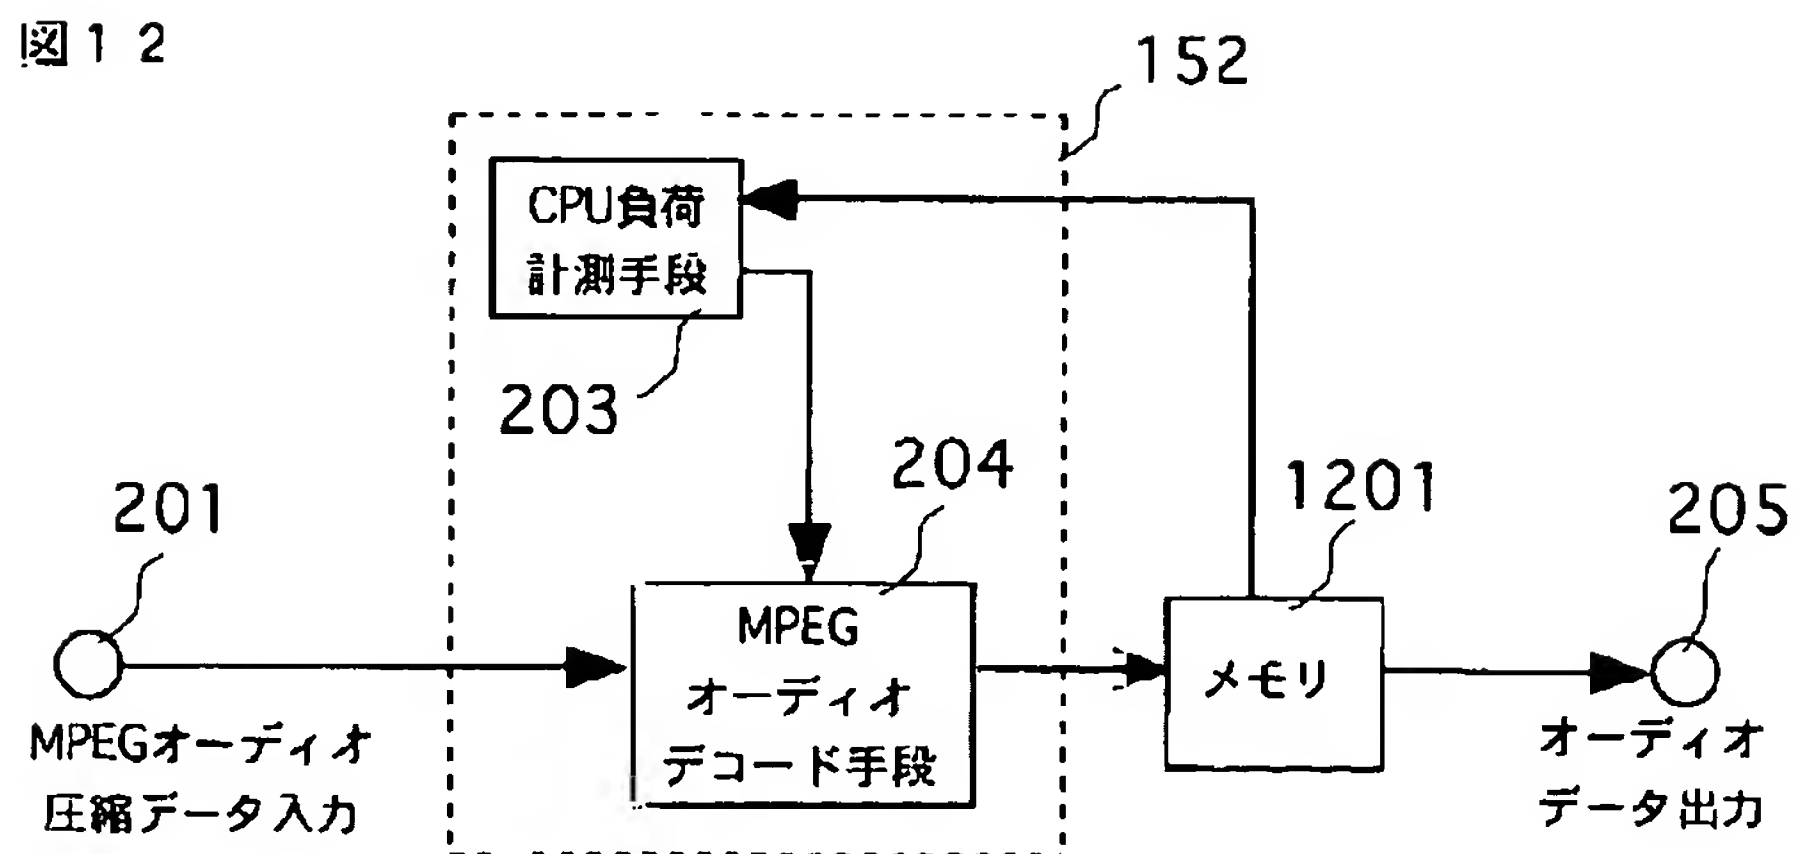 図１２
152
CPU負荷
計測手段
203
204
201
1201
205
MPEG
オーディオ
デコード手段
メモリ
MPEGオーディオ
圧縮データ入力
オーディオ
データ出力